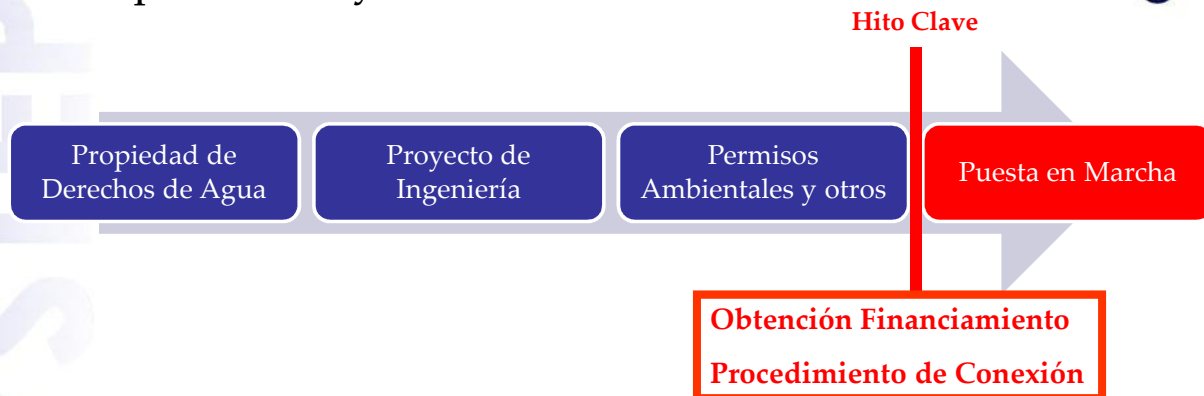 Hito Clave
Propiedad de
Derechos de Agua
Proyecto de
Ingeniería
Permisos
Ambientales y otros
Puesta en Marcha
Obtención Financiamiento
Procedimiento de Conexión